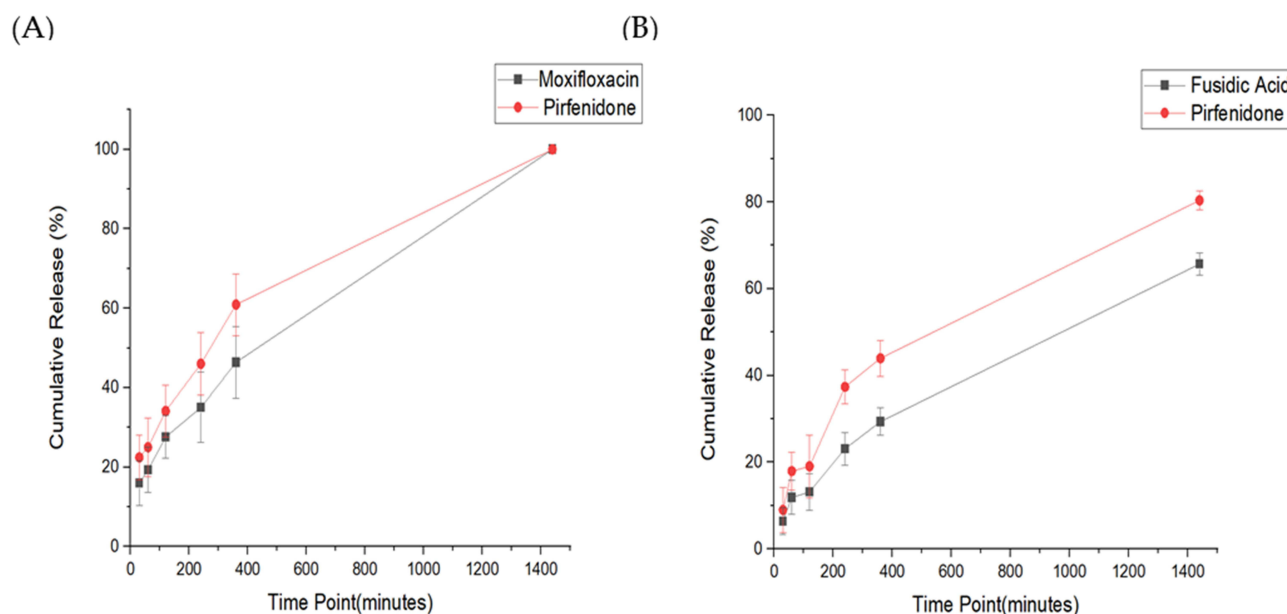 (A)
Moxifloxacin
Pirfenidone
100
80
60
40
20
0
Cumulative Release (%)
0 200 400 600 800 1000 1200 1400
Time Point(minutes)
(B)
Fusidic Acid
Pirfenidone
100
80
60
40
20
0
Cumulative Release (%)
0 200 400 600 800 1000 1200 1400
Time Point(minutes)